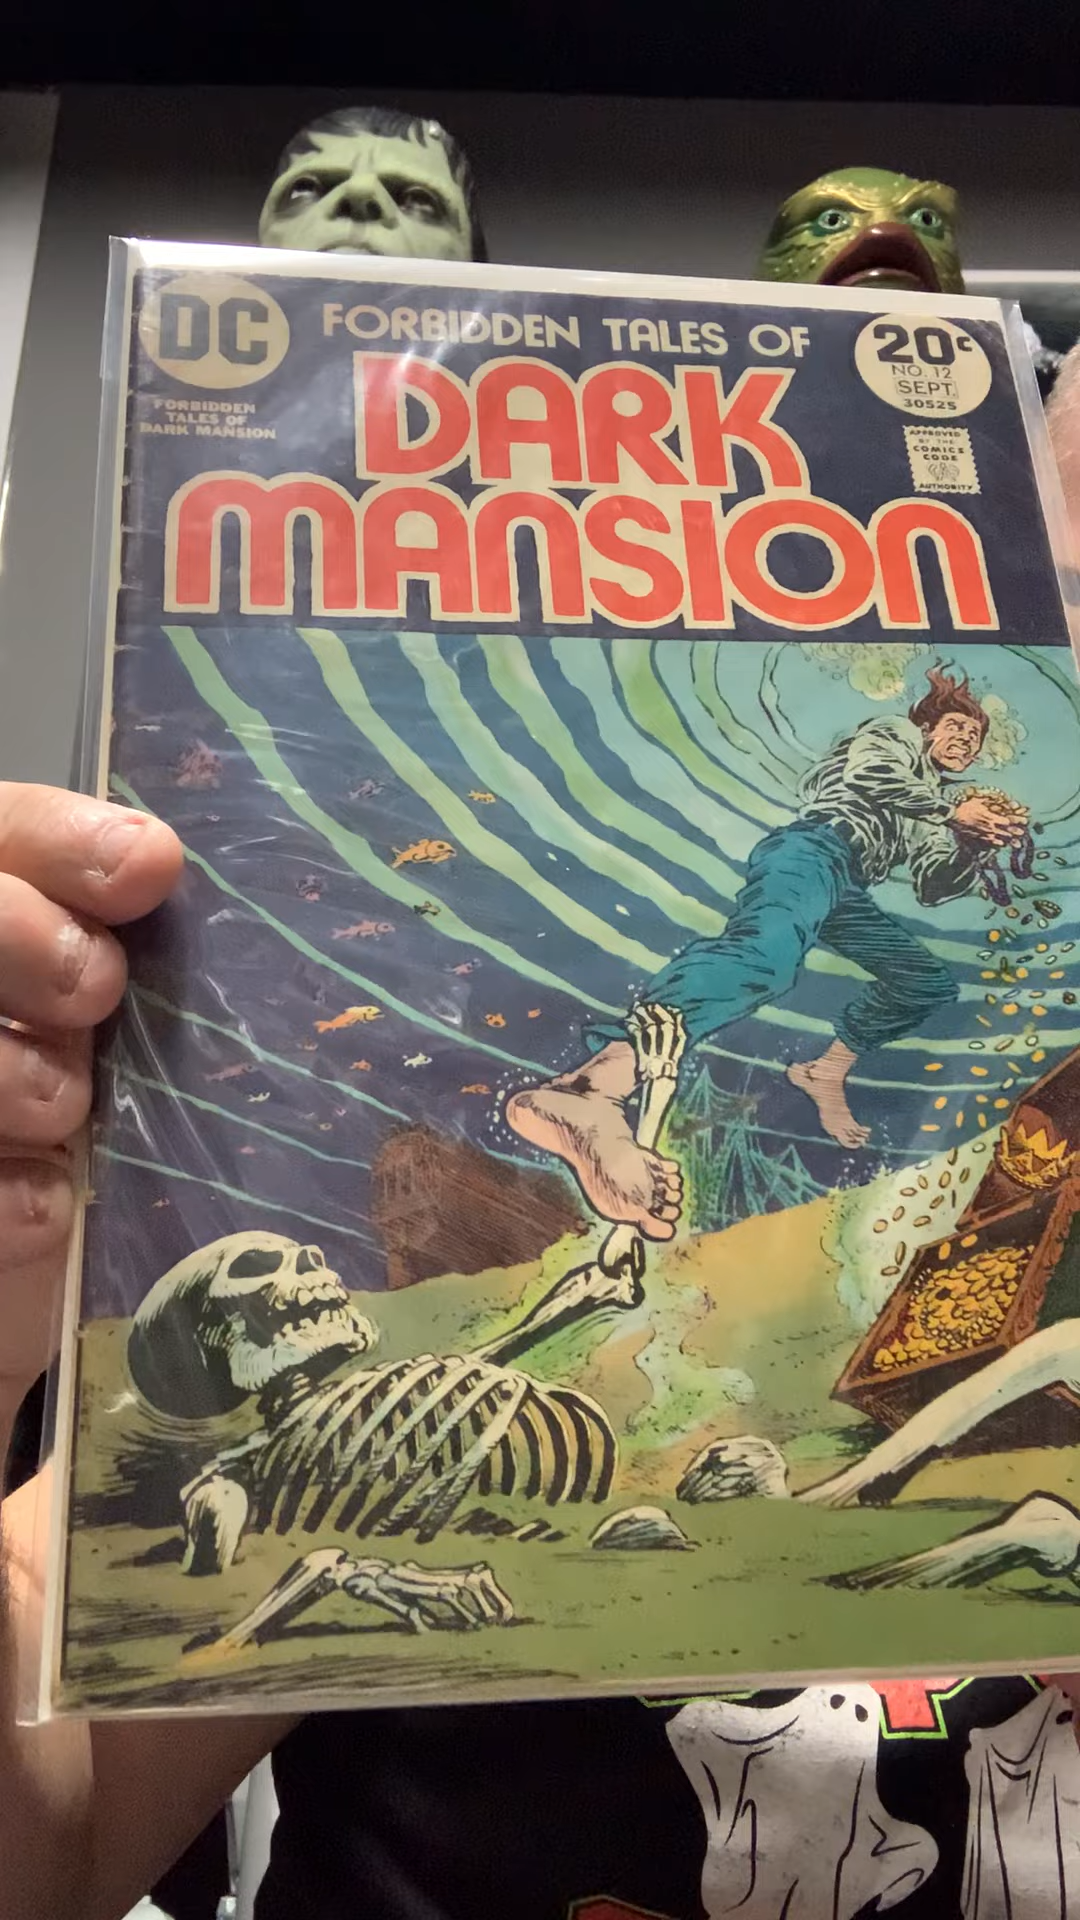 DC
FORBIDDEN TALES OF
DARK
MANSION
FORBIDDEN
TALES OF
DARK MANSION
20¢
NO. 12
SEPT.
30525
APPROVED
BY THE
COMICS
CODE
AUTHORITY